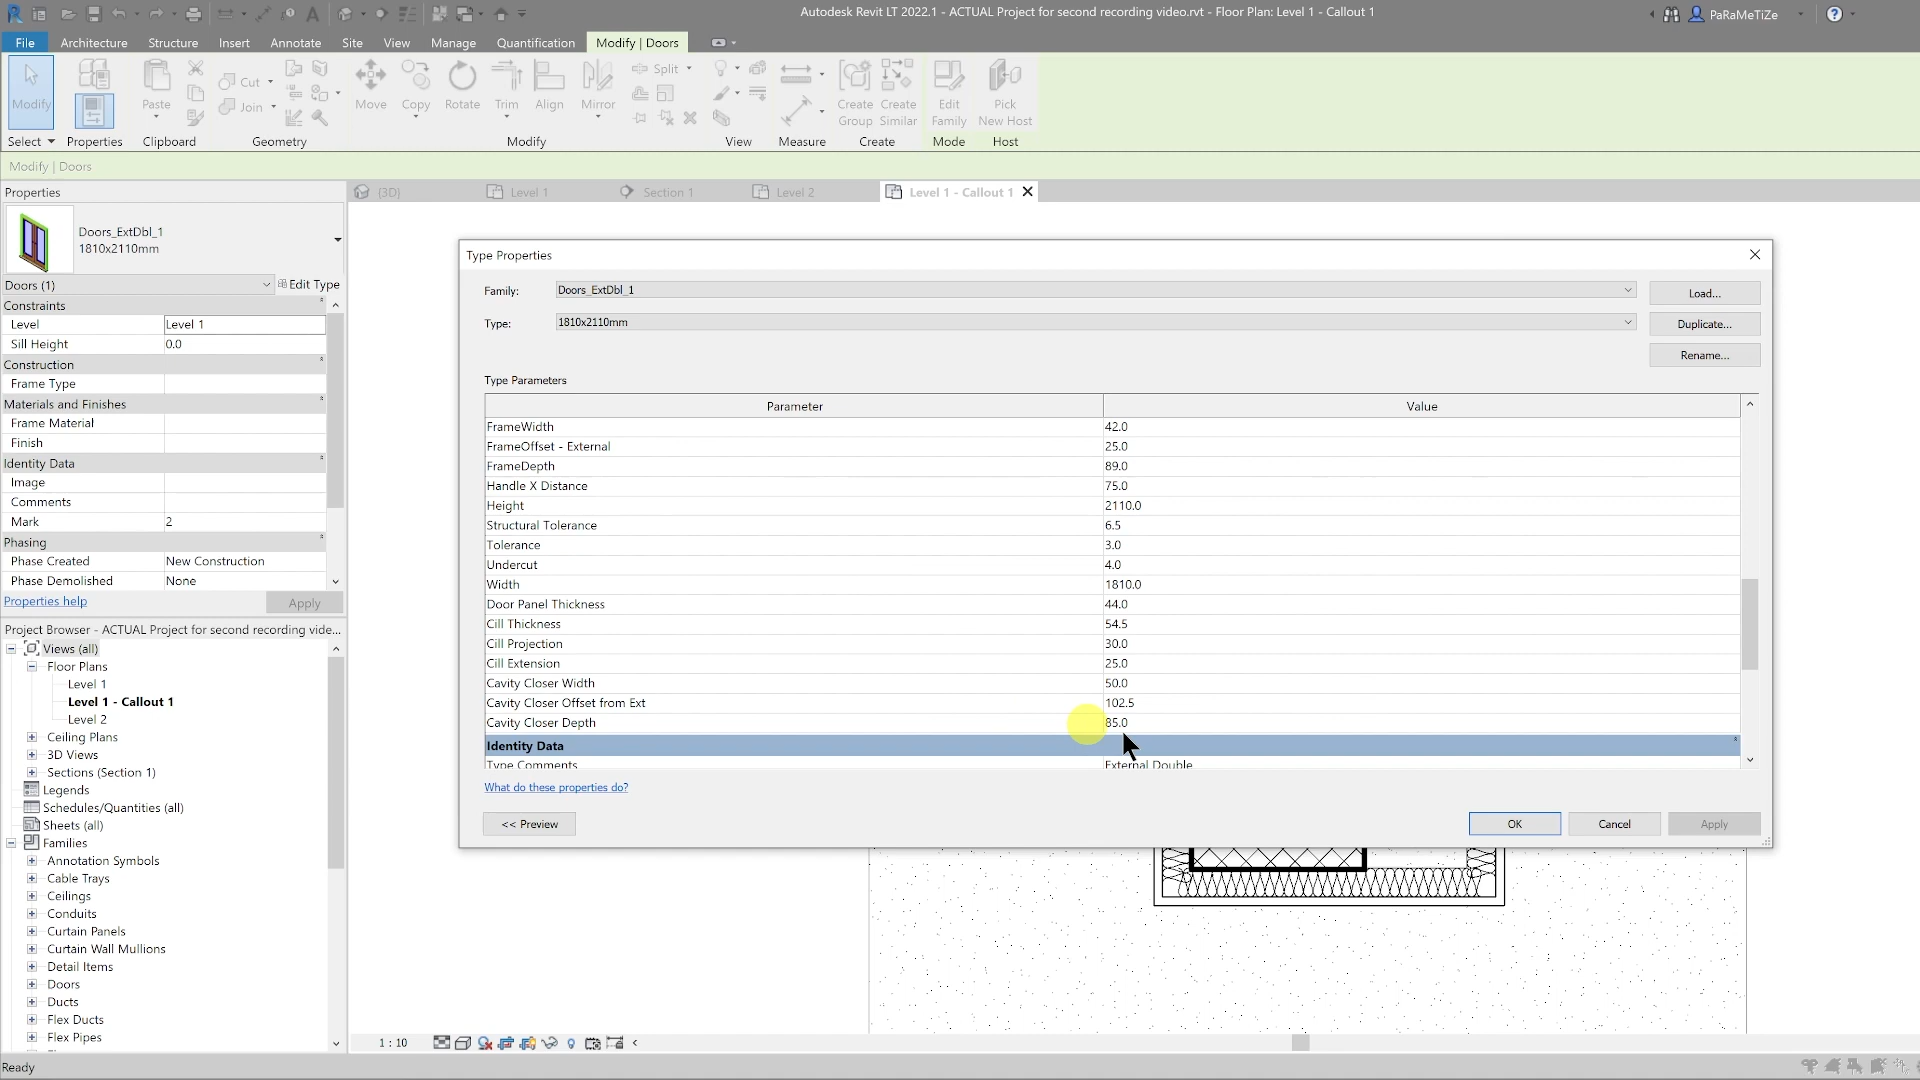 Autodesk Revit LT 2022.1 - ACTUAL Project for second recording video.rvt - Floor Plan: Level 1 - Callout 1
PaRaMeTiZe
File Architecture Structure Insert Annotate Site View Manage Quantification Modify | Doors
Modify
Paste
Cut
Join
Move Copy Rotate Trim Align Mirror
Split
Create Group
Create Similar
Edit Family
Pick New Host
Select Properties Clipboard Geometry Modify View Measure Create Mode Host
Modify | Doors
Properties
{3D} Level 1 Section 1 Level 2 Level 1 - Callout 1
Doors_ExtDbl_1
1810x2110mm
Doors (1) Edit Type
Constraints
Level Level 1
Sill Height 0.0
Construction
Frame Type
Materials and Finishes
Frame Material
Finish
Identity Data
Image
Comments
Mark 2
Phasing
Phase Created New Construction
Phase Demolished None
Properties help Apply
Project Browser - ACTUAL Project for second recording vide...
Views (all)
Floor Plans
Level 1
Level 1 - Callout 1
Level 2
Ceiling Plans
3D Views
Sections (Section 1)
Legends
Schedules/Quantities (all)
Sheets (all)
Families
Annotation Symbols
Cable Trays
Ceilings
Conduits
Curtain Panels
Curtain Wall Mullions
Detail Items
Doors
Ducts
Flex Ducts
Flex Pipes
Type Properties
Family: Doors_ExtDbl_1 Load...
Type: 1810x2110mm Duplicate...
Rename...
Type Parameters
Parameter Value
FrameWidth 42.0
FrameOffset - External 25.0
FrameDepth 89.0
Handle X Distance 75.0
Height 2110.0
Structural Tolerance 6.5
Tolerance 3.0
Undercut 4.0
Width 1810.0
Door Panel Thickness 44.0
Cill Thickness 54.5
Cill Projection 30.0
Cill Extension 25.0
Cavity Closer Width 50.0
Cavity Closer Offset from Ext 102.5
Cavity Closer Depth 85.0
Identity Data
Type Comments External Double
What do these properties do?
<< Preview OK Cancel Apply
1 : 10
Ready